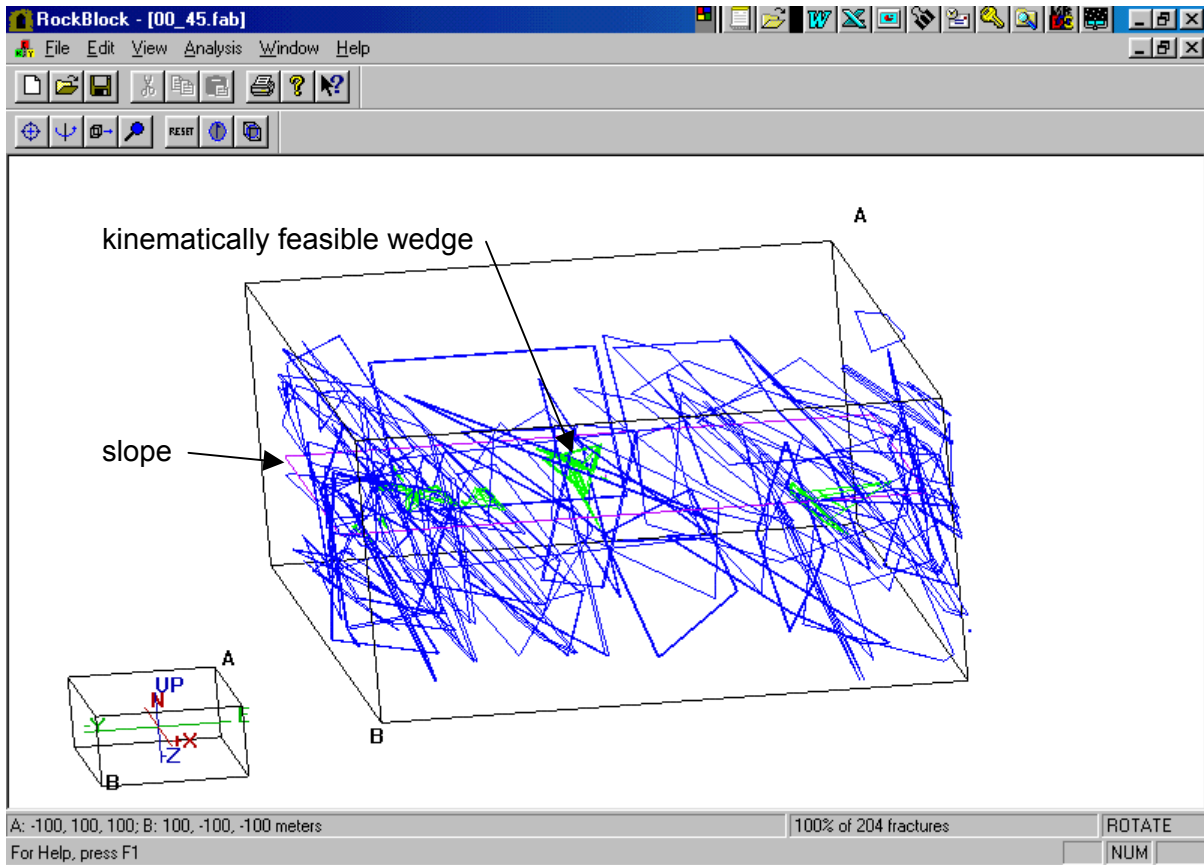 RockBlock - [00_45.fab]
File Edit View Analysis Window Help
RESET
A
kinematically feasible wedge
slope
B
A
UP
N
E
-Y
+X
-Z
B
A: -100, 100, 100; B: 100, -100, -100 meters 100% of 204 fractures ROTATE
For Help, press F1 NUM